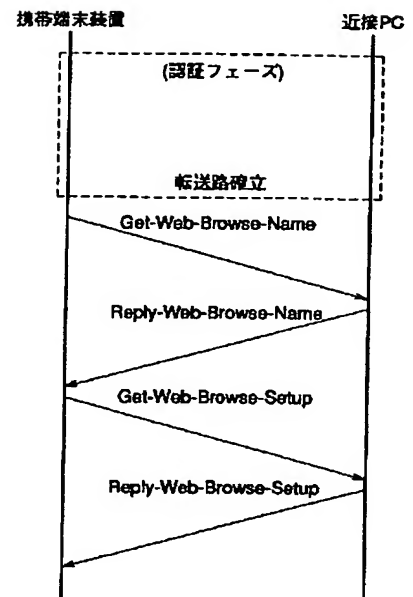 携帯端末装置
近接PC
(認証フェーズ)
転送路確立
Get-Web-Browse-Name
Reply-Web-Browse-Name
Get-Web-Browse-Setup
Reply-Web-Browse-Setup